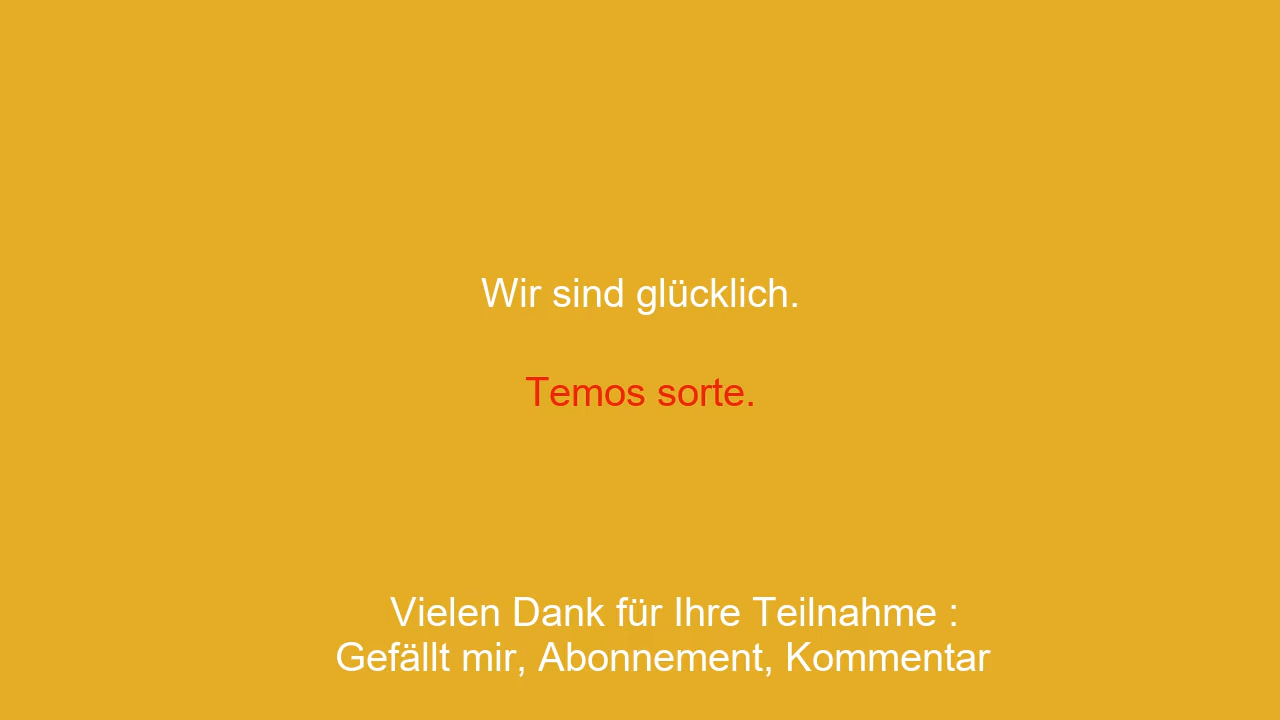 Wir sind glücklich.
Temos sorte.
Vielen Dank für Ihre Teilnahme :
Gefällt mir, Abonnement, Kommentar